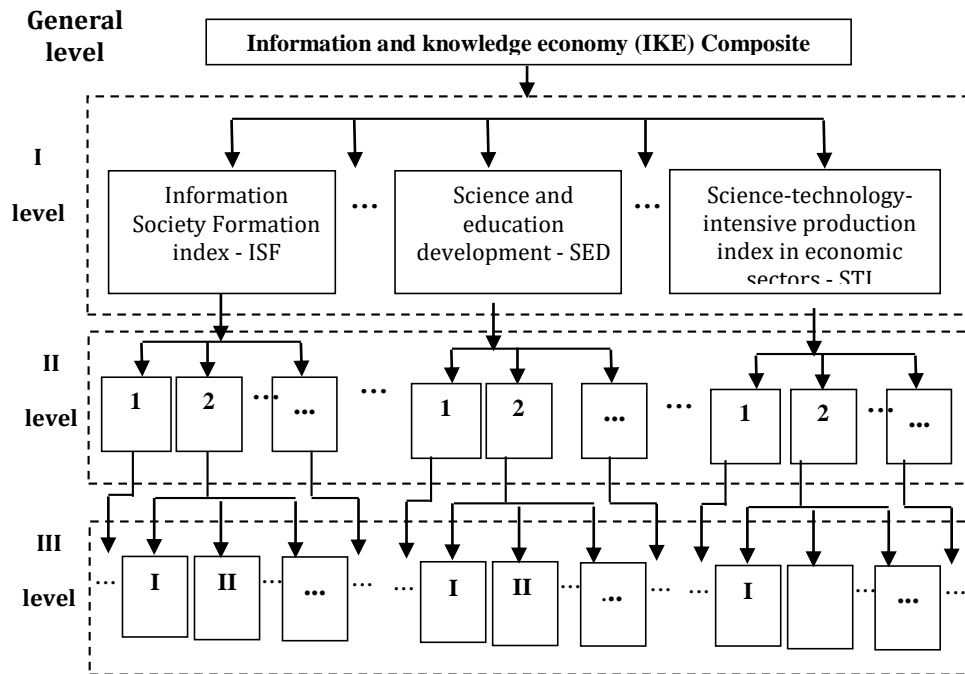 General
level
Information and knowledge economy (IKE) Composite
I
level
Information
Society Formation
index - ISF
...
Science and
education
development - SED
...
Science-technology-
intensive production
index in economic
sectors - STI
II
level
1
2
...
...
...
1
2
...
...
1
2
...
...
III
level
...
I
II
...
...
...
...
I
II
...
...
...
...
I
...
...
...